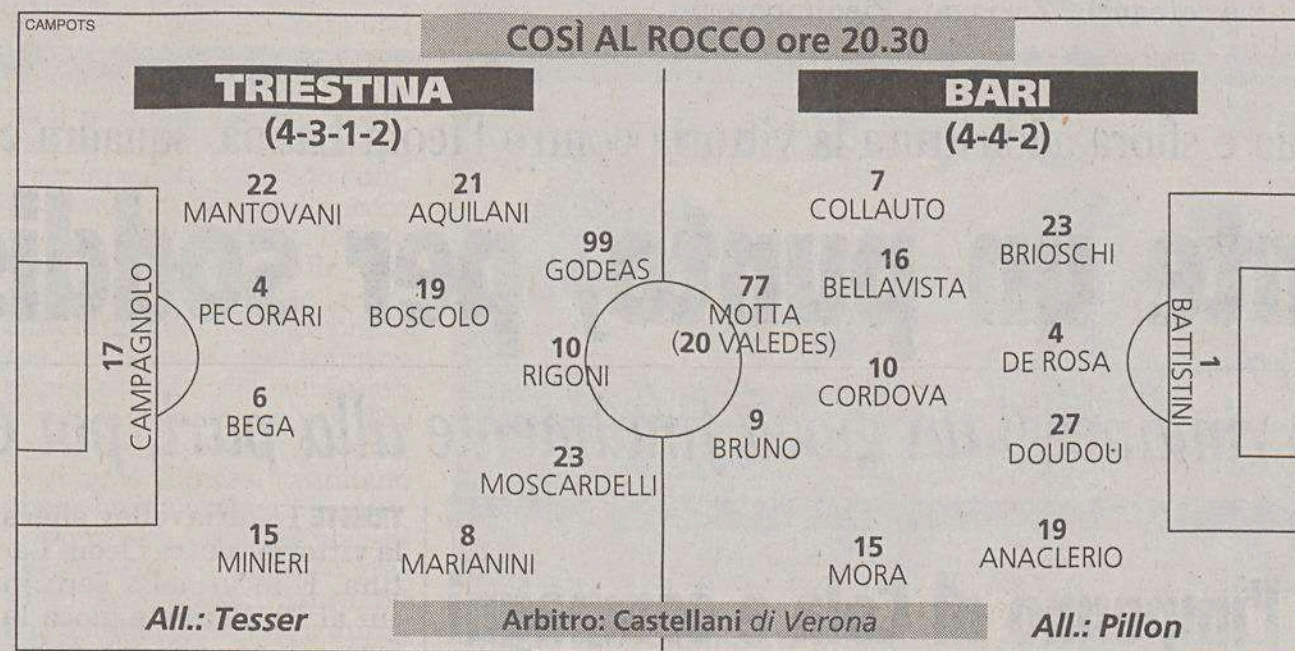 CAMPOTS
COSÌ AL ROCCO ore 20.30
TRIESTINA
(4-3-1-2)
17
CAMPAGNOLO
22
MANTOVANI
4
PECORARI
6
BEGA
15
MINIERI
21
AQUILANI
19
BOSCOLO
8
MARIANINI
10
RIGONI
99
GODEAS
23
MOSCARDELLI
All.: Tesser
BARI
(4-4-2)
77
MOTTA
(20 VALEDES)
9
BRUNO
7
COLLAUTO
16
BELLAVISTA
10
CORDOVA
15
MORA
23
BRIOSCHI
4
DE ROSA
27
DOUDOU
19
ANACLERIO
1
BATTISTINI
All.: Pillon
Arbitro: Castellani di Verona